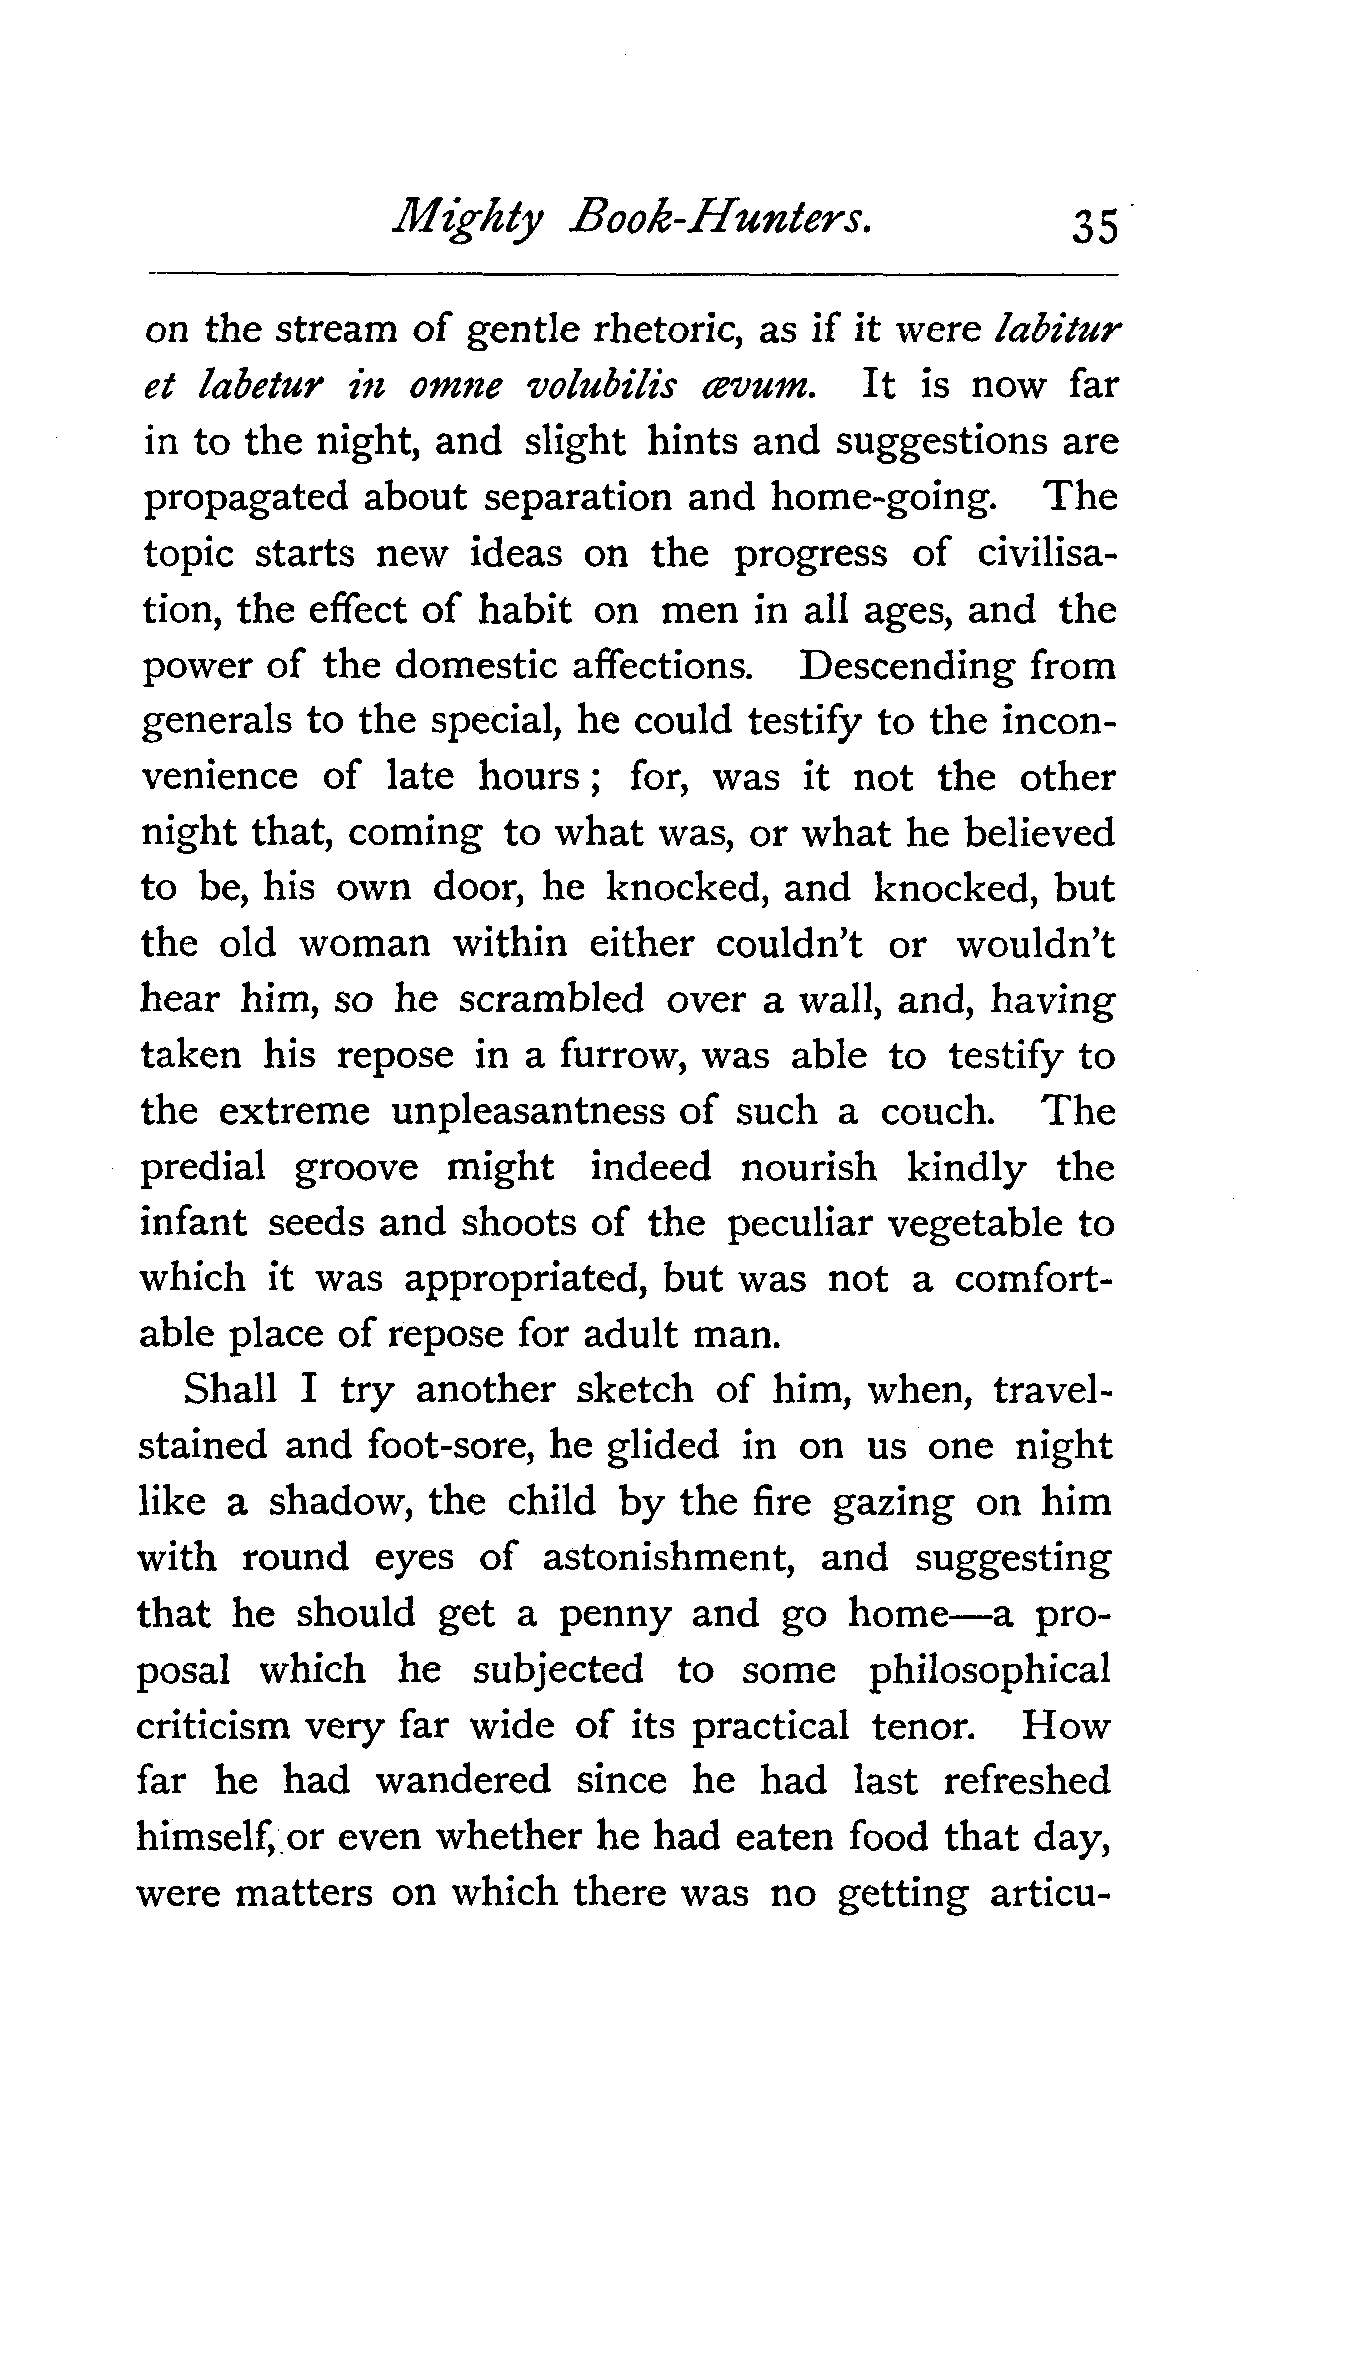 Mighty Book-Hunters. 35
on the stream of gentle rhetoric, as if it were labitur
et labetur in omne volubilis ævum. It is now far
in to the night, and slight hints and suggestions are
propagated about separation and home-going. The
topic starts new ideas on the progress of civilisa-
tion, the effect of habit on men in all ages, and the
power of the domestic affections. Descending from
generals to the special, he could testify to the incon-
venience of late hours; for, was it not the other
night that, coming to what was, or what he believed
to be, his own door, he knocked, and knocked, but
the old woman within either couldn't or wouldn't
hear him, so he scrambled over a wall, and, having
taken his repose in a furrow, was able to testify to
the extreme unpleasantness of such a couch. The
predial groove might indeed nourish kindly the
infant seeds and shoots of the peculiar vegetable to
which it was appropriated, but was not a comfort-
able place of repose for adult man.
Shall I try another sketch of him, when, travel-
stained and foot-sore, he glided in on us one night
like a shadow, the child by the fire gazing on him
with round eyes of astonishment, and suggesting
that he should get a penny and go home—a pro-
posal which he subjected to some philosophical
criticism very far wide of its practical tenor. How
far he had wandered since he had last refreshed
himself, or even whether he had eaten food that day,
were matters on which there was no getting articu-